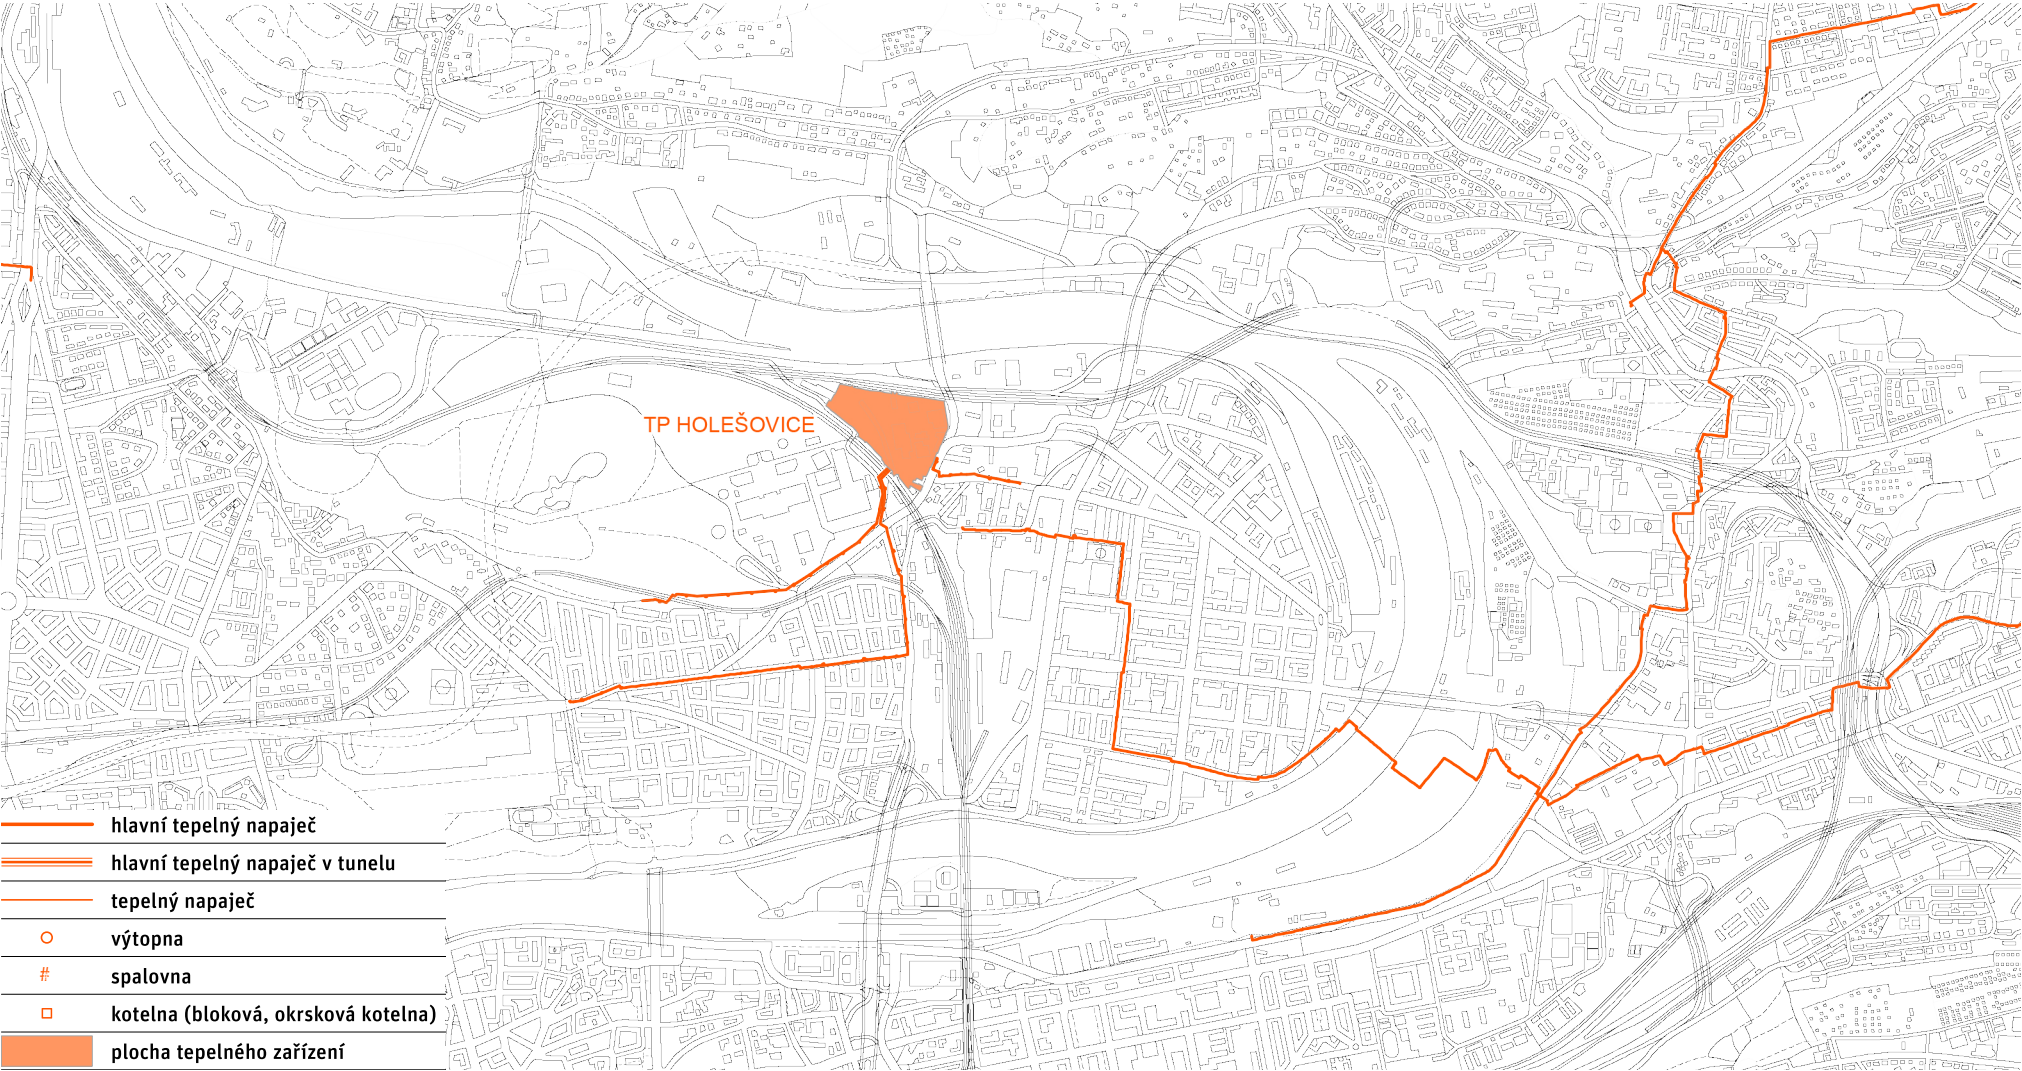 TP HOLEŠOVICE
hlavní tepelný napaječ
hlavní tepelný napaječ v tunelu
tepelný napaječ
výtopna
spalovna
kotelna (bloková, okrsková kotelna)
plocha tepelného zařízení